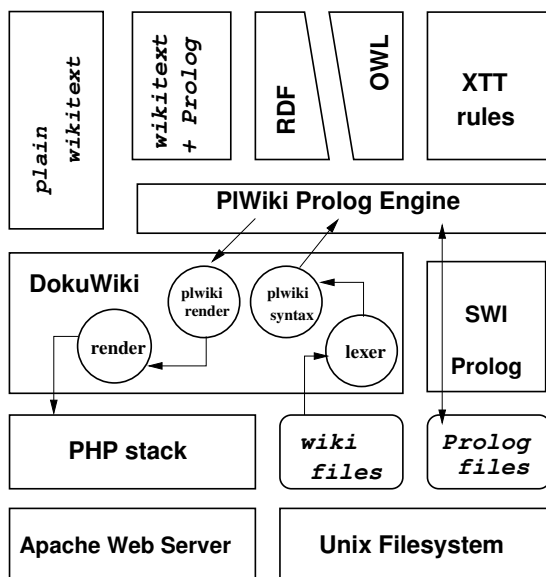 plain
wikitext
wikitext
+ Prolog
RDF
OWL
XTT
rules
PlWiki Prolog Engine
DokuWiki
plwiki
render
plwiki
syntax
render
lexer
SWI
Prolog
PHP stack
wiki
files
Prolog
files
Apache Web Server
Unix Filesystem